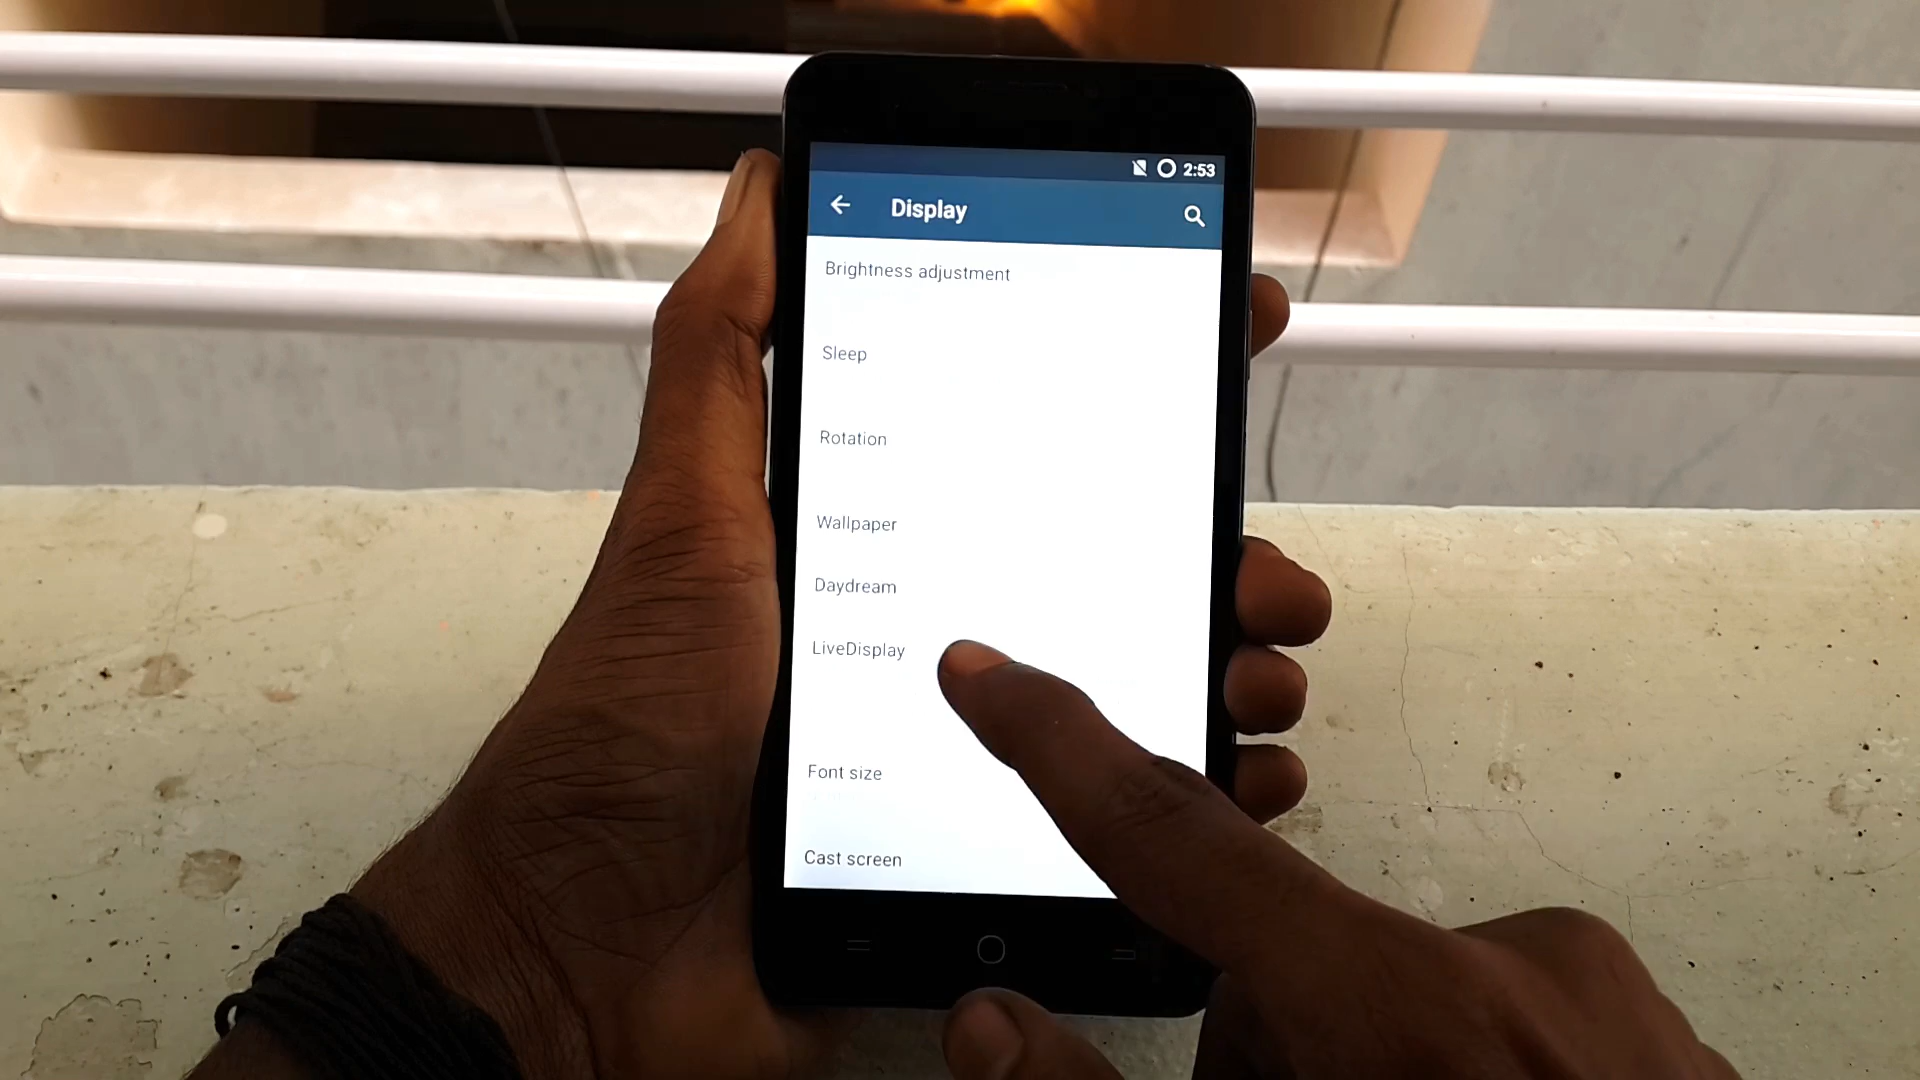 2:53
Display
Brightness adjustment
Sleep
Rotation
Wallpaper
Daydream
LiveDisplay
Font size
Cast screen